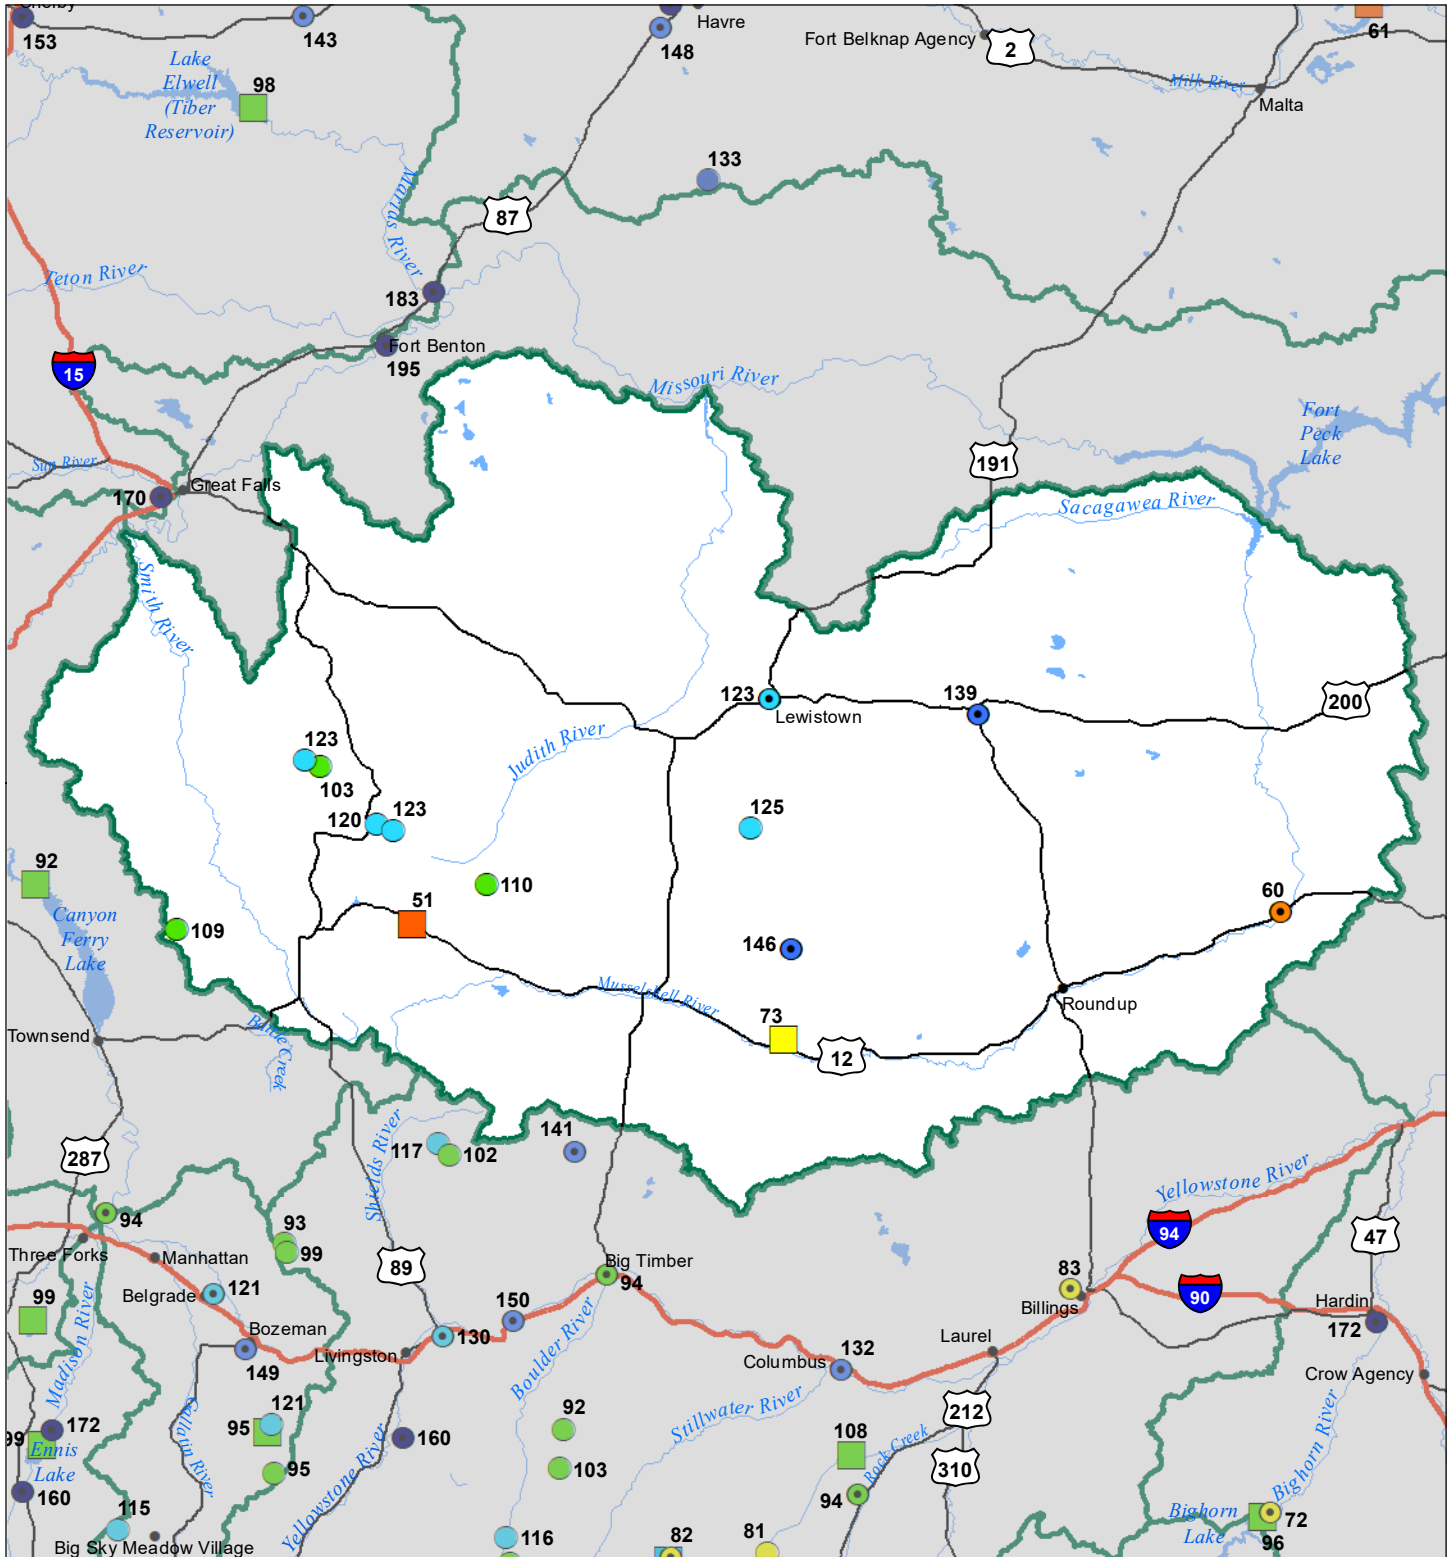 Shelby
153
143
148
Havre
Fort Belknap Agency
2
61
Lake
Elwell
(Tiber
Reservoir)
98
Milk River
Malta
133
Marias River
87
Teton River
183
Fort Benton
195
15
Missouri River
Fort
Peck
Lake
191
Sun River
Great Falls
170
Sacagawea River
Smith River
123
Lewistown
139
200
Judith River
123
103
120
123
125
92
Canyon
Ferry
Lake
110
51
109
60
146
Musselshell River
Roundup
73
12
Townsend
Battle Creek
287
Shields River
117
102
141
Yellowstone River
94
94
93
99
Three Forks
Manhattan
89
Big Timber
94
47
83
Billings
90
Hardin
172
99
Belgrade
121
150
Madison River
Bozeman
149
Livingston
130
Boulder River
Laurel
Columbus
132
Crow Agency
212
Stillwater River
121
95
Gallatin River
172
99
Ennis
Lake
160
92
108
Rock Creek
310
Bighorn River
95
103
160
Yellowstone River
94
115
Big Sky Meadow Village
116
82
81
Bighorn
Lake
72
96